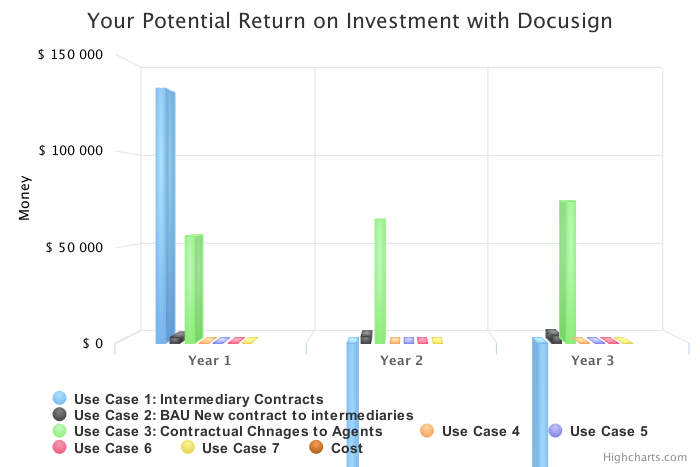 Your Potential Return on Investment with Docusign
$ 150 000
$ 100 000
$ 50 000
$ 0
Money
Year 1 Year 2 Year 3
Use Case 1: Intermediary Contracts
Use Case 2: BAU New contract to intermediaries
Use Case 3: Contractual Chnages to Agents Use Case 4 Use Case 5
Use Case 6 Use Case 7 Cost
Highcharts.com